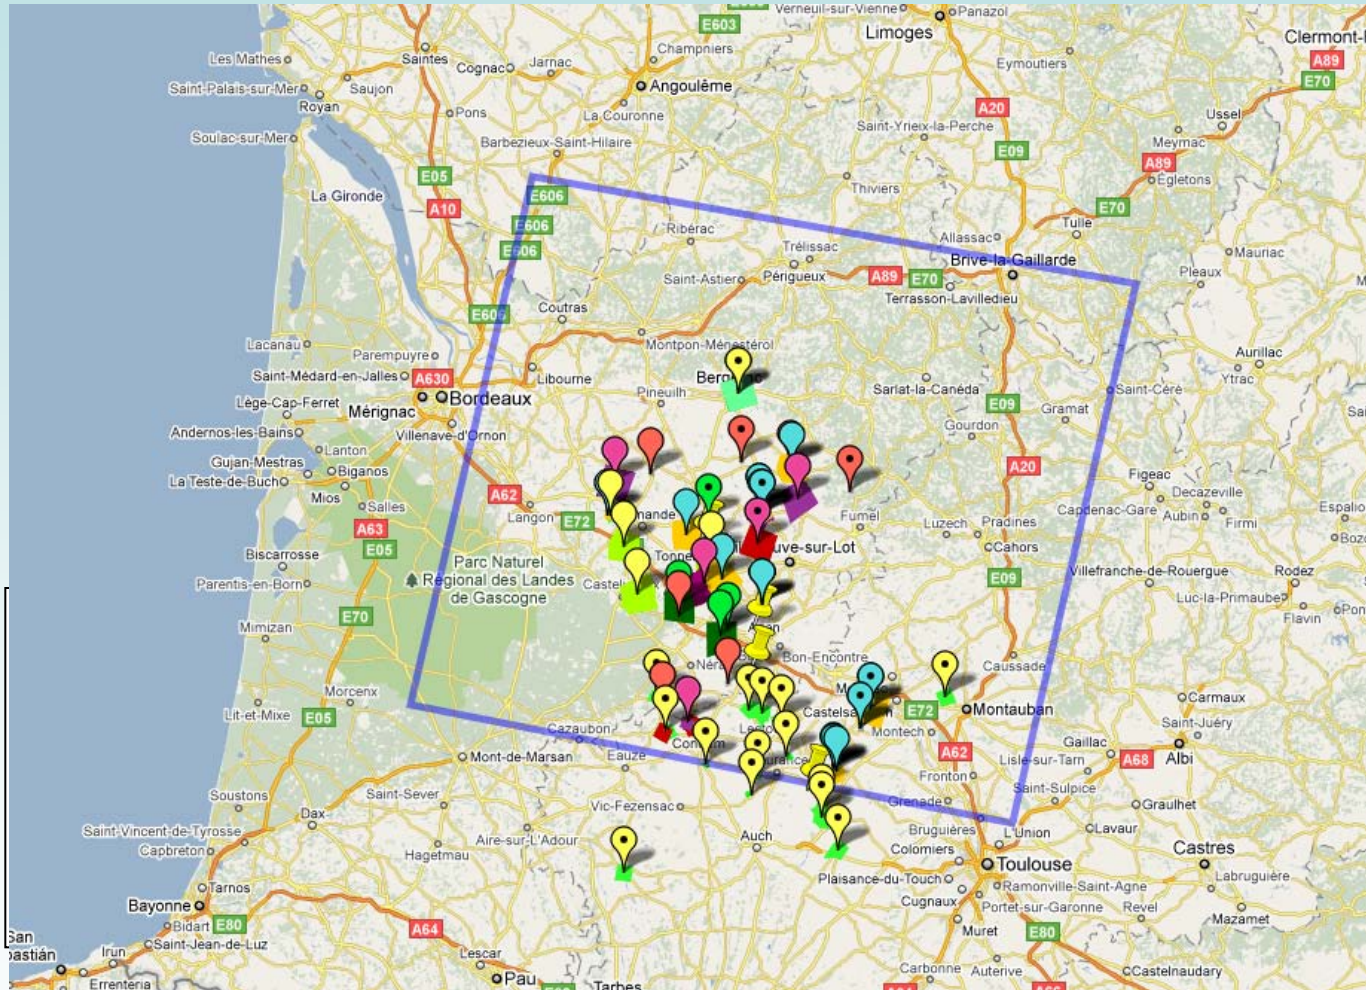 E603
Verneuil-sur-Vienne
Panazol
Limoges
Clermont-
A89
E70
Les Mathes
Saintes
Cognac
Jarnac
Champniers
Eymoutiers
Saint-Palais-sur-Mer
Saujon
Angoulême
Royan
Pons
La Couronne
A20
Ussel
Soulac-sur-Mer
Barbezieux-Saint-Hilaire
Saint-Yrieix-la-Perche
E09
Meymac
A89
E05
Thiviers
Égletons
La Gironde
A10
E606
E70
Tulle
E606
Ribérac
Allassac
E606
Trélissac
Brive-la-Gaillarde
Mauriac
Saint-Astier
Périgueux
A89
E70
Pleaux
Terrasson-Lavilledieu
E606
Coutras
Lacanau
Parempuyre
Montpon-Ménestérol
Aurillac
Saint-Médard-en-Jalles
A630
Libourne
Ytrac
Lège-Cap-Ferret
Bordeaux
Pineuilh
Sarlat-la-Canéda
Saint-Céré
Mérignac
E09
Gramat
Andernos-les-Bains
Villenave-d'Ornon
Gourdon
Lanton
Gujan-Mestras
Biganos
A20
La Teste-de-Buch
Mios
A62
Figeac
Salles
Langon
E72
Fumel
Luzech
Pradines
Capdenac-Gare
Decazeville
Aubin
Firmi
Espalio
A63
Cahors
Bozo
Biscarrosse
E05
Parc Naturel
Régional des Landes
de Gascogne
Tonne
uve-sur-Lot
Parentis-en-Born
Castel
E09
Villefranche-de-Rouergue
Rodez
Luc-la-Primaube
E70
Flavin
Pon
Mimizan
Bon-Encontre
Caussade
Néra
Morcenx
Carmaux
Lit-et-Mixe
E05
Castelsa
E72
Montauban
Saint-Juéry
Cazaubon
Montech
Gaillac
Albi
Mont-de-Marsan
Eauze
A62
Lisle-sur-Tarn
A68
Fronton
Soustons
Saint-Sever
Vic-Fezensac
Grenade
Saint-Sulpice
Graulhet
Dax
Saint-Vincent-de-Tyrosse
Aire-sur-L'Adour
Auch
Bruguières
L'Union
Lavaur
Capbreton
Hagetmau
Colomiers
Toulouse
Castres
Plaisance-du-Touch
Labruguière
Tarnos
Ramonville-Saint-Agne
Bayonne
Cugnaux
Portet-sur-Garonne
Revel
Mazamet
Bidart
E80
A64
Muret
E80
San
bastián
Irun
Saint-Jean-de-Luz
Lescar
Carbonne
Auterive
Castelnaudary
Errenteria
Pau
Tarbes